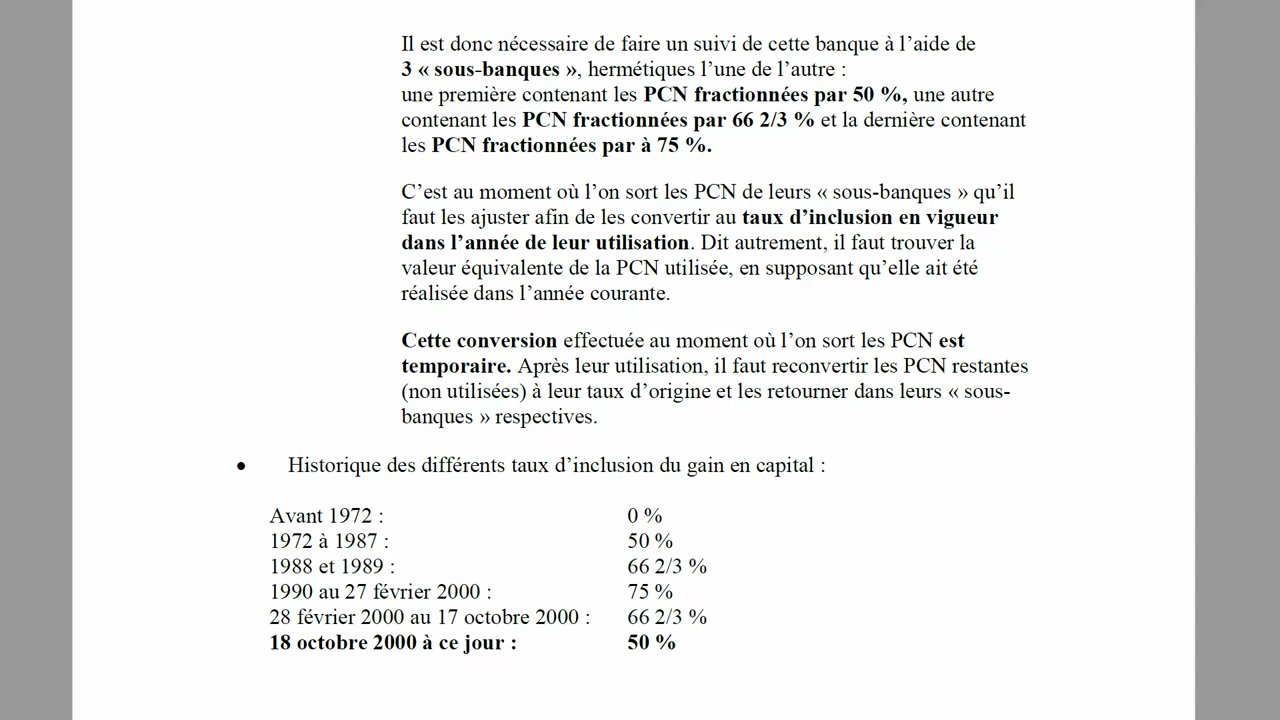 Il est donc nécessaire de faire un suivi de cette banque à l’aide de
3 « sous-banques », hermétiques l’une de l’autre :
une première contenant les PCN fractionnées par 50 %, une autre
contenant les PCN fractionnées par 66 2/3 % et la dernière contenant
les PCN fractionnées par à 75 %.
C’est au moment où l’on sort les PCN de leurs « sous-banques » qu’il
faut les ajuster afin de les convertir au taux d’inclusion en vigueur
dans l’année de leur utilisation. Dit autrement, il faut trouver la
valeur équivalente de la PCN utilisée, en supposant qu’elle ait été
réalisée dans l’année courante.
Cette conversion effectuée au moment où l’on sort les PCN est
temporaire. Après leur utilisation, il faut reconvertir les PCN restantes
(non utilisées) à leur taux d’origine et les retourner dans leurs « sous-
banques » respectives.
• Historique des différents taux d’inclusion du gain en capital :
Avant 1972 : 0 %
1972 à 1987 : 50 %
1988 et 1989 : 66 2/3 %
1990 au 27 février 2000 : 75 %
28 février 2000 au 17 octobre 2000 : 66 2/3 %
18 octobre 2000 à ce jour : 50 %